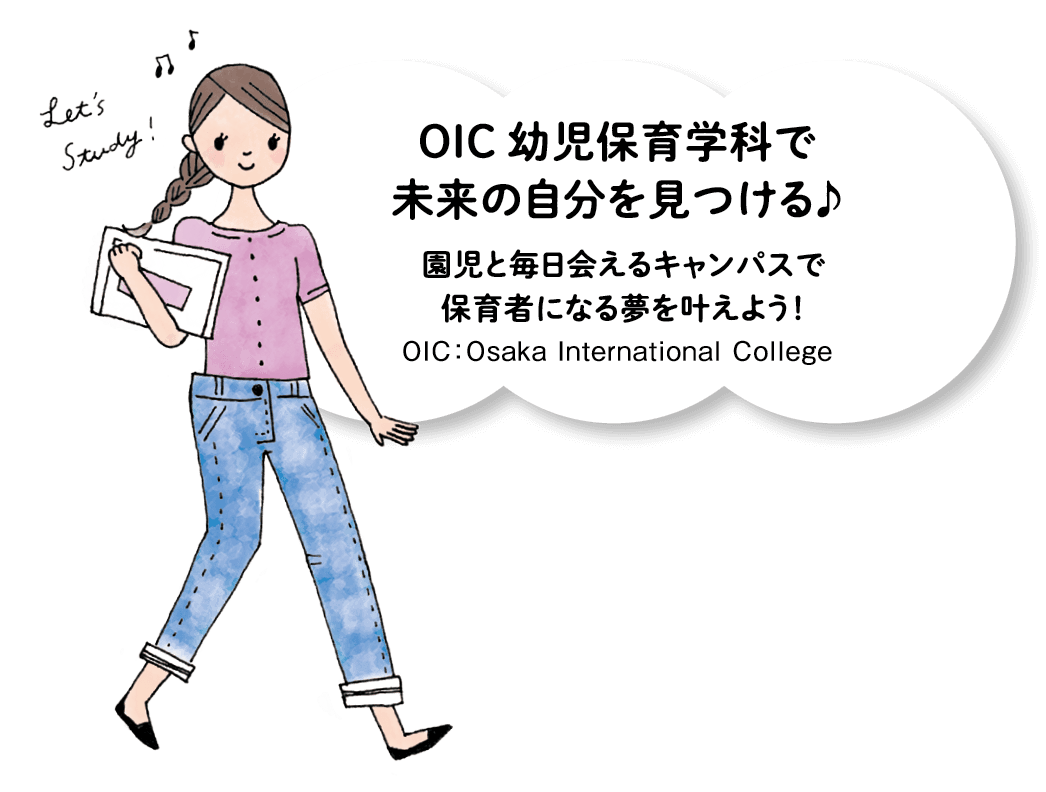 Let's
Study!
OIC 幼児保育学科で
未来の自分を見つける♪
園児と毎日会えるキャンパスで
保育者になる夢を叶えよう!
OIC：Osaka International College